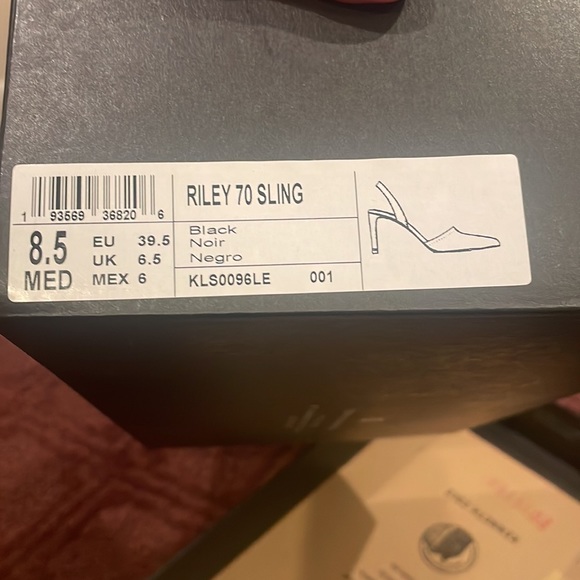 RILEY 70 SLING
1 93569 36820 6
Black
Noir
Negro
8.5
MED
EU 39.5
UK 6.5
MEX 6
KLS0096LE 001